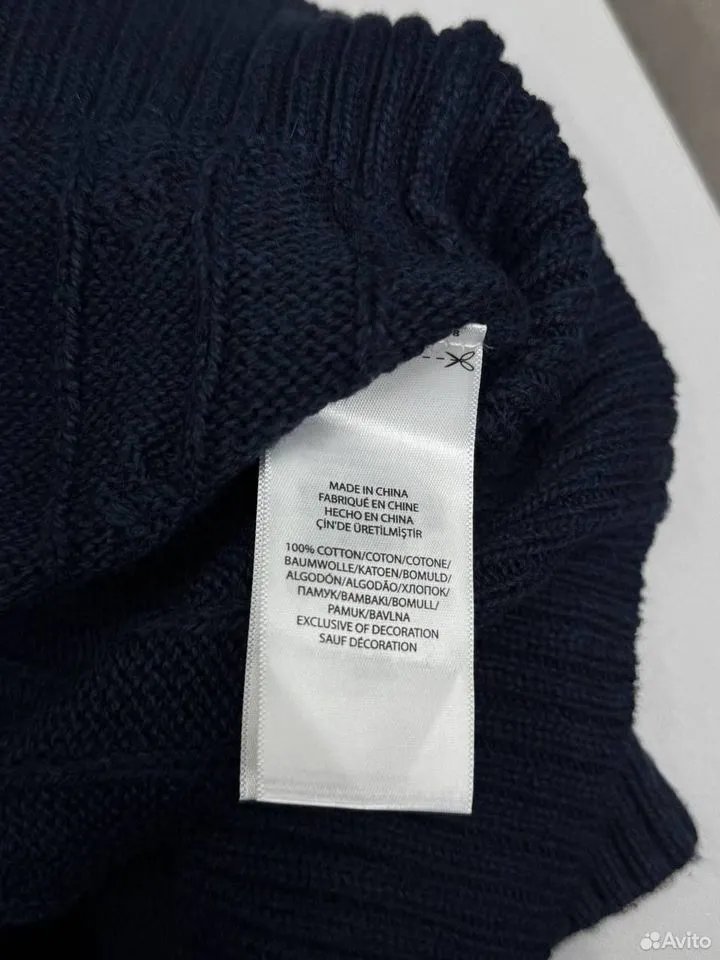 MADE IN CHINA
FABRIQUÉ EN CHINE
HECHO EN CHINA
ÇİN'DE ÜRETİLMİŞTİR
100% COTTON/COTON/COTONE/
BAUMWOLLE/KATOEN/BOMULD/
ALGODÓN/ALGODÃO/ХЛОПОК/
ПАМУК/BAMBAKI/BOMULL/
PAMUK/BAVLNA
EXCLUSIVE OF DECORATION
SAUF DÉCORATION
Avito